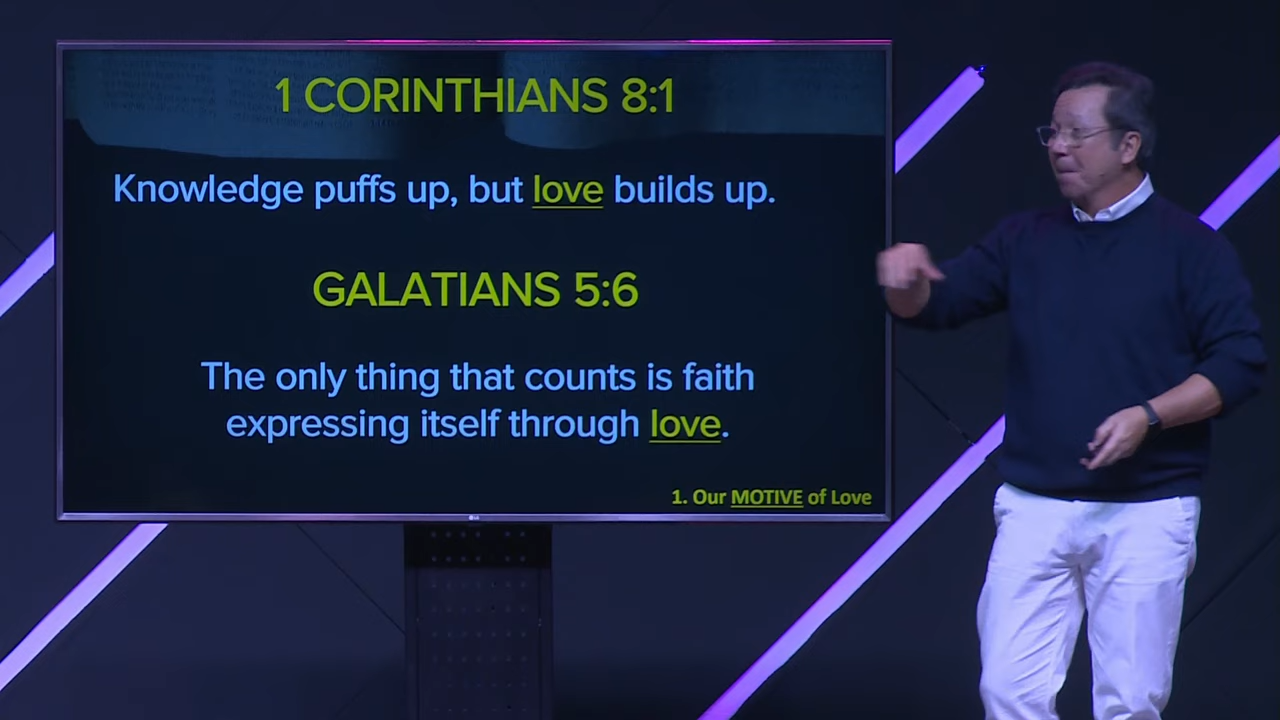 1 CORINTHIANS 8:1
Knowledge puffs up, but love builds up.
GALATIANS 5:6
The only thing that counts is faith
expressing itself through love.
1. Our MOTIVE of Love
LG